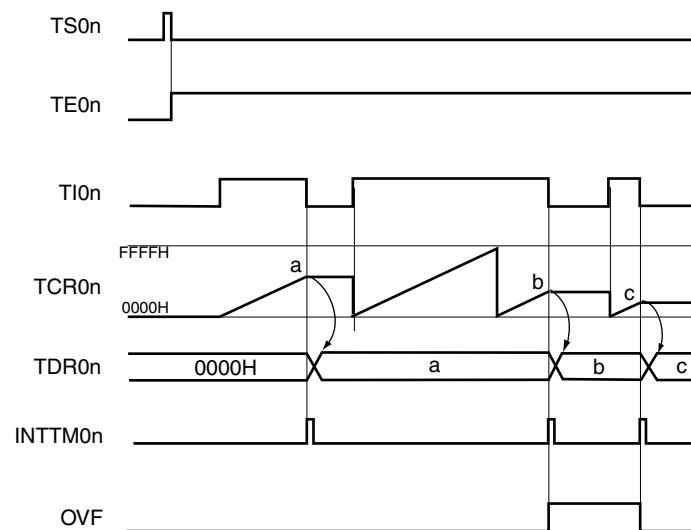 TS0n
TE0n
TI0n
FFFFH
a
TCR0n
b
c
0000H
TDR0n
0000H
a
b
c
INTTM0n
OVF